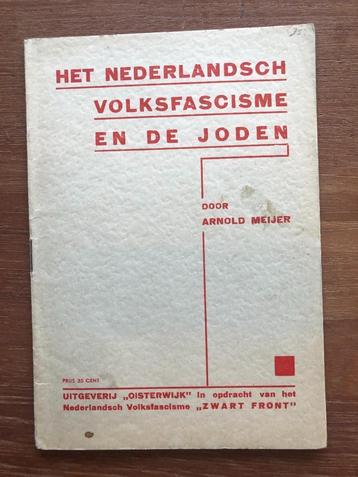 HET NEDERLANDSCH
VOLKSFASCISME
EN DE JODEN
DOOR
ARNOLD MEIJER
PRIJS 35 CENT
UITGEVERIJ „OISTERWIJK" In opdracht van het
Nederlandsch Volksfascisme „ZWART FRONT"